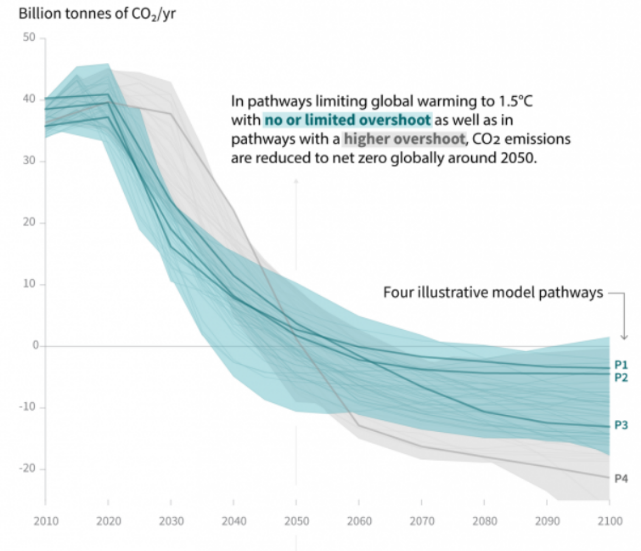 Billion tonnes of CO₂/yr
50
40
In pathways limiting global warming to 1.5°C
with no or limited overshoot as well as in
pathways with a higher overshoot, CO2 emissions
are reduced to net zero globally around 2050.
30
20
10
Four illustrative model pathways
0
P1
P2
-10
P3
-20
P4
2010 2020 2030 2040 2050 2060 2070 2080 2090 2100